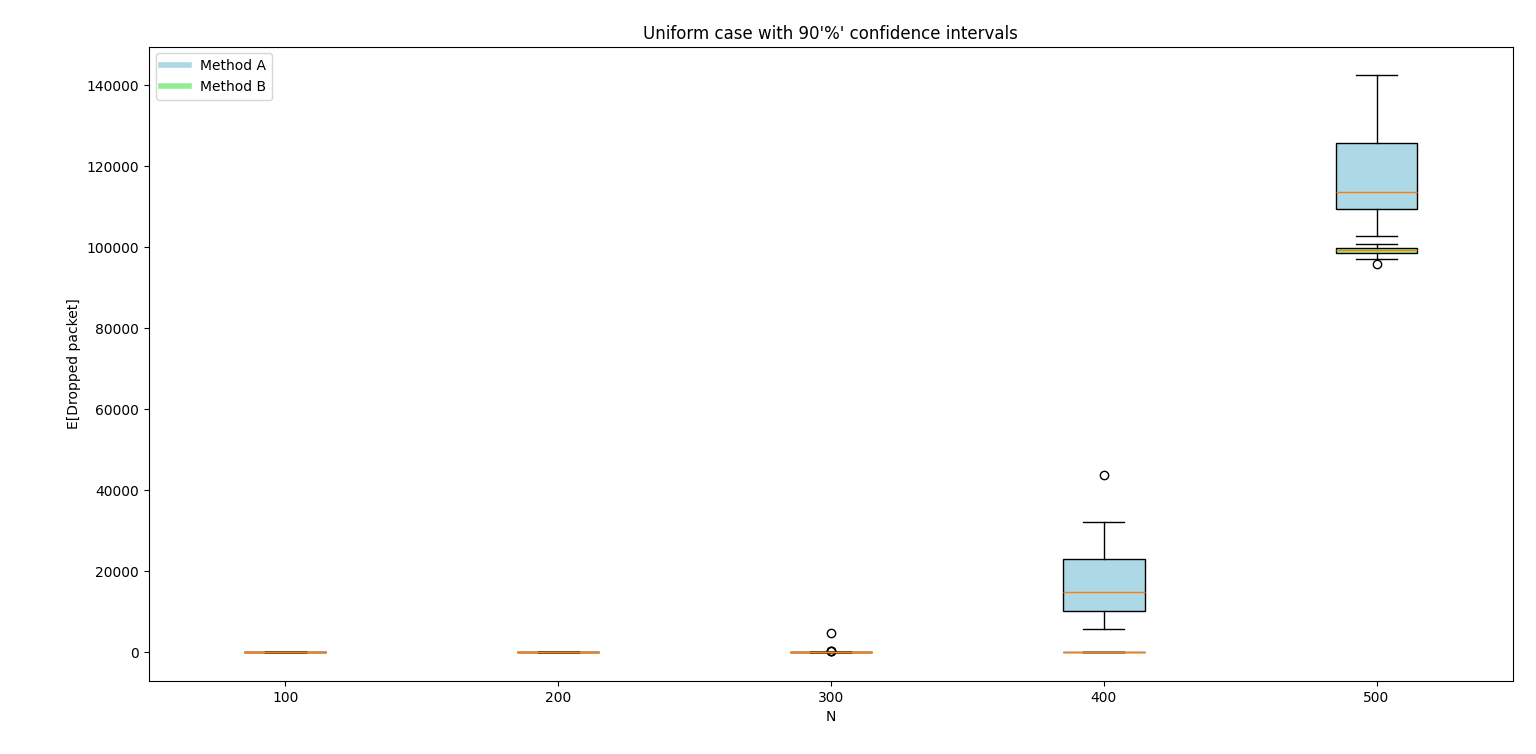 Uniform case with 90'%' confidence intervals
Method A
Method B
140000
120000
100000
80000
60000
40000
20000
0
E[Dropped packet]
100 200 300 400 500
N